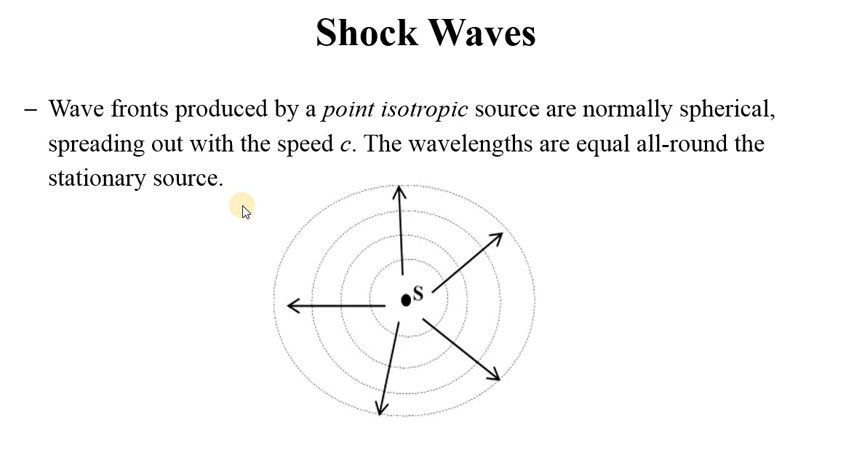 Shock Waves
– Wave fronts produced by a point isotropic source are normally spherical,
spreading out with the speed c. The wavelengths are equal all-round the
stationary source.
S